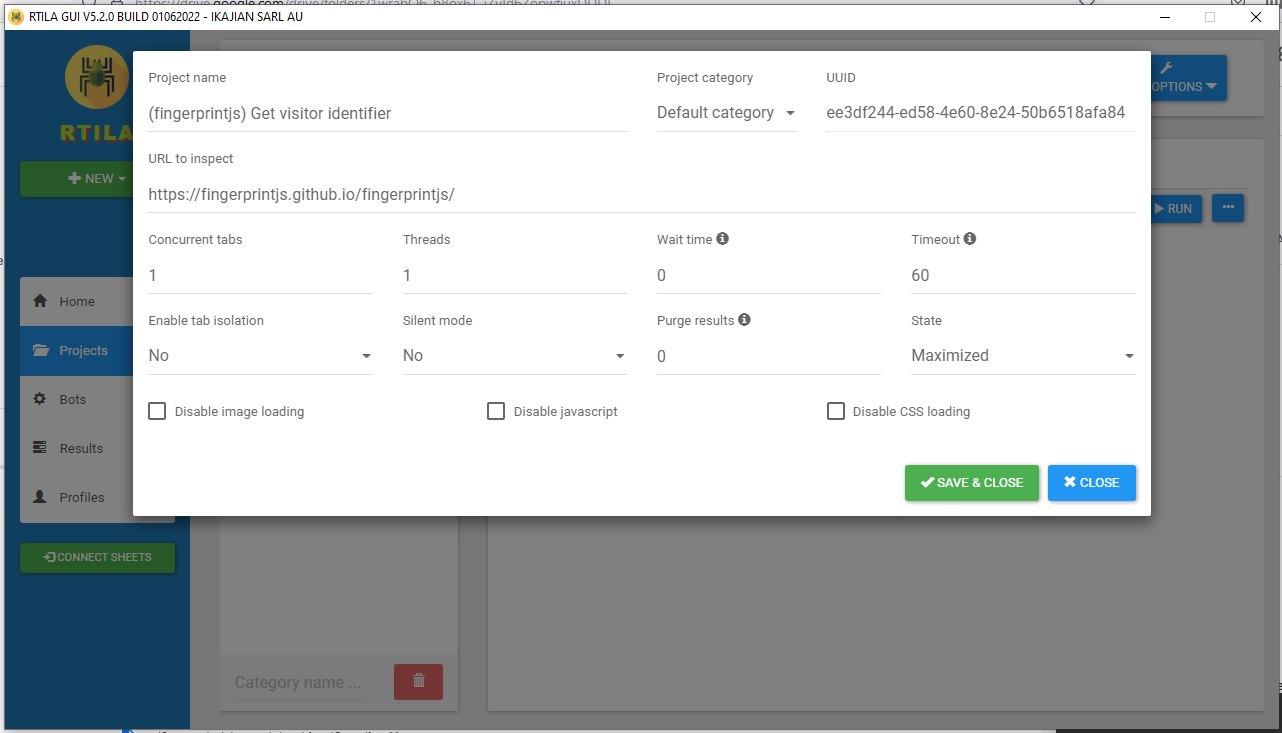 RTILA GUI V5.2.0 BUILD 01062022 - IKAJIAN SARL AU
Project name
Project category
UUID
(fingerprintjs) Get visitor identifier
Default category
ee3df244-ed58-4e60-8e24-50b6518afa84
OPTIONS
RTILA
URL to inspect
https://fingerprintjs.github.io/fingerprintjs/
NEW
RUN
Concurrent tabs
Threads
Wait time
Timeout
1
1
0
60
Home
Enable tab isolation
Silent mode
Purge results
State
Projects
No
No
0
Maximized
Bots
Disable image loading
Disable javascript
Disable CSS loading
Results
Profiles
SAVE & CLOSE
CLOSE
CONNECT SHEETS
Category name ...